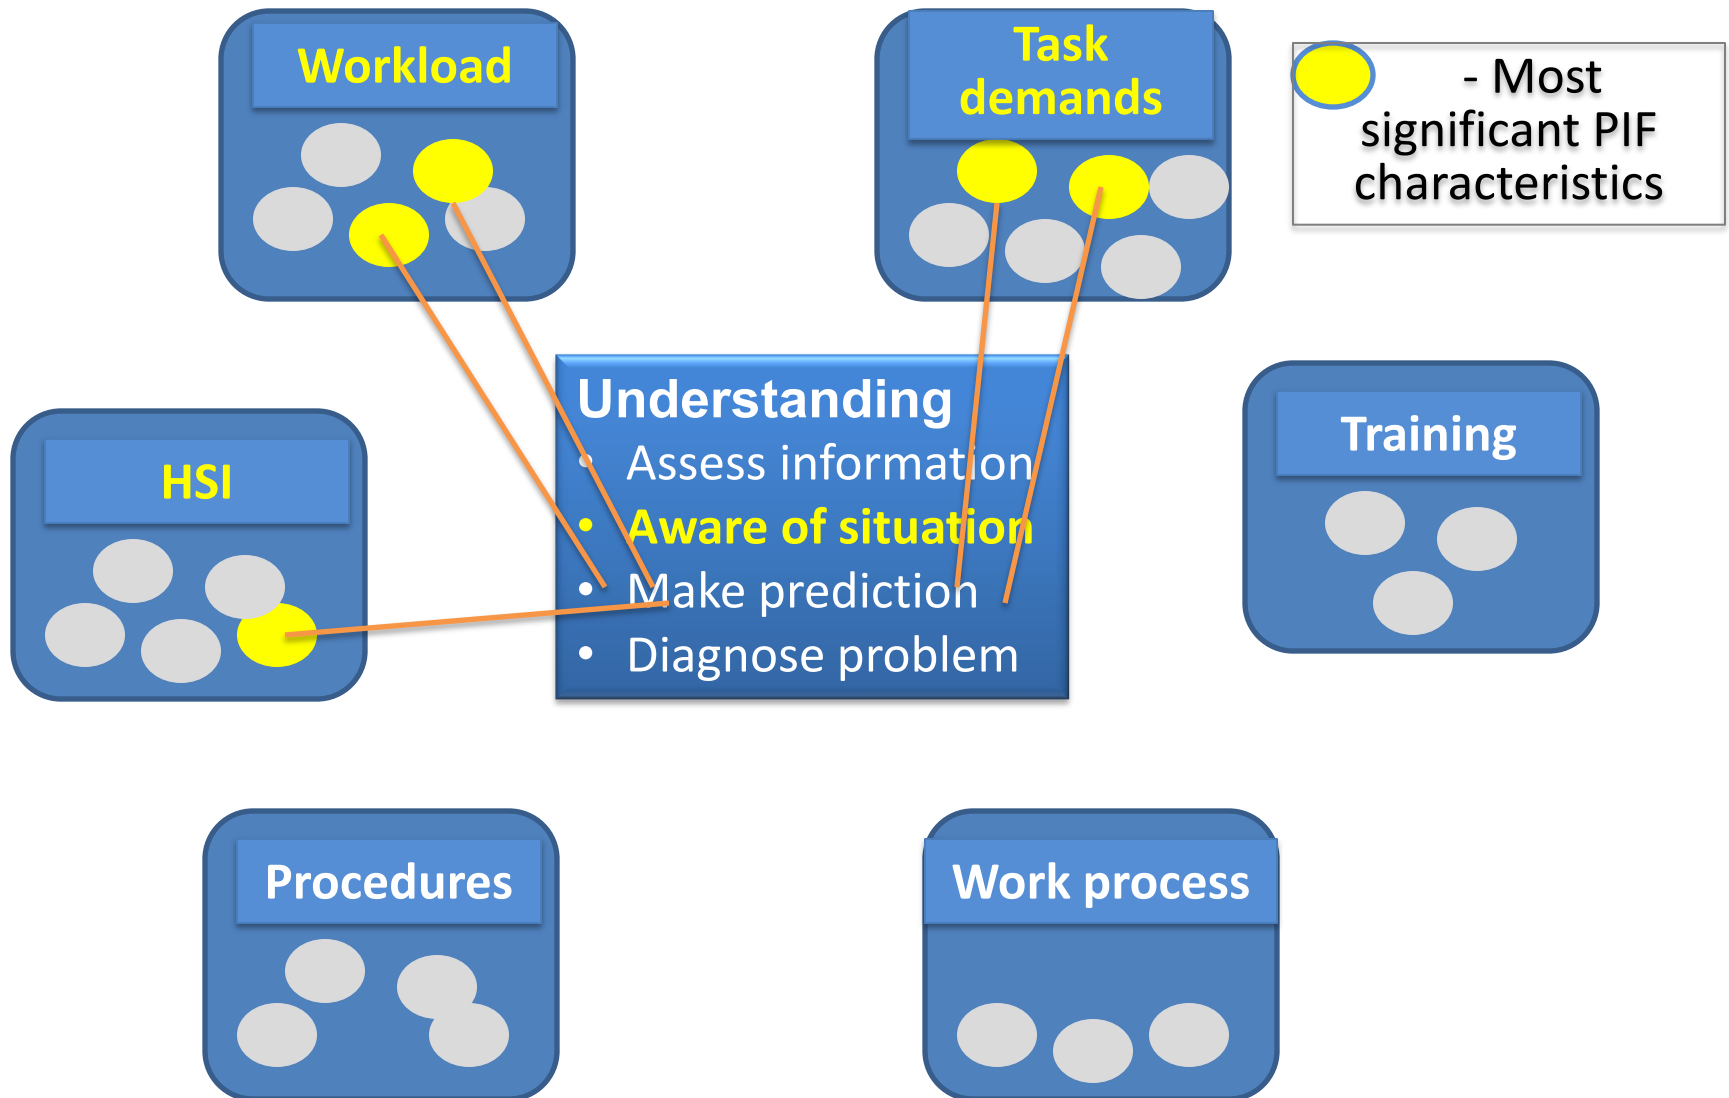 Workload
Task
demands
- Most
significant PIF
characteristics
Understanding
• Assess information
• Aware of situation
• Make prediction
• Diagnose problem
Training
HSI
Procedures
Work process